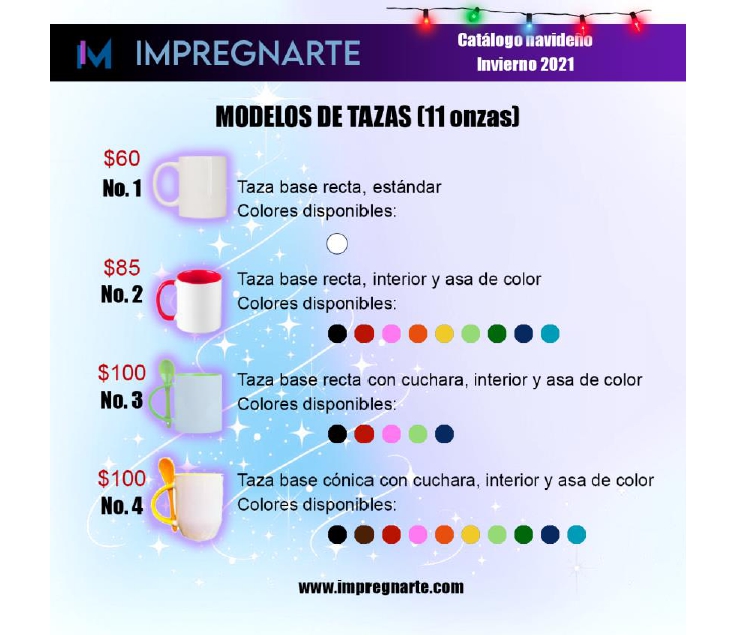 IMPREGNARTE
Catálogo navideño
Invierno 2021
MODELOS DE TAZAS (11 onzas)
$60
No. 1
Taza base recta, estándar
Colores disponibles:
$85
No. 2
Taza base recta, interior y asa de color
Colores disponibles:
$100
No. 3
Taza base recta con cuchara, interior y asa de color
Colores disponibles:
$100
No. 4
Taza base cónica con cuchara, interior y asa de color
Colores disponibles:
www.impregnarte.com